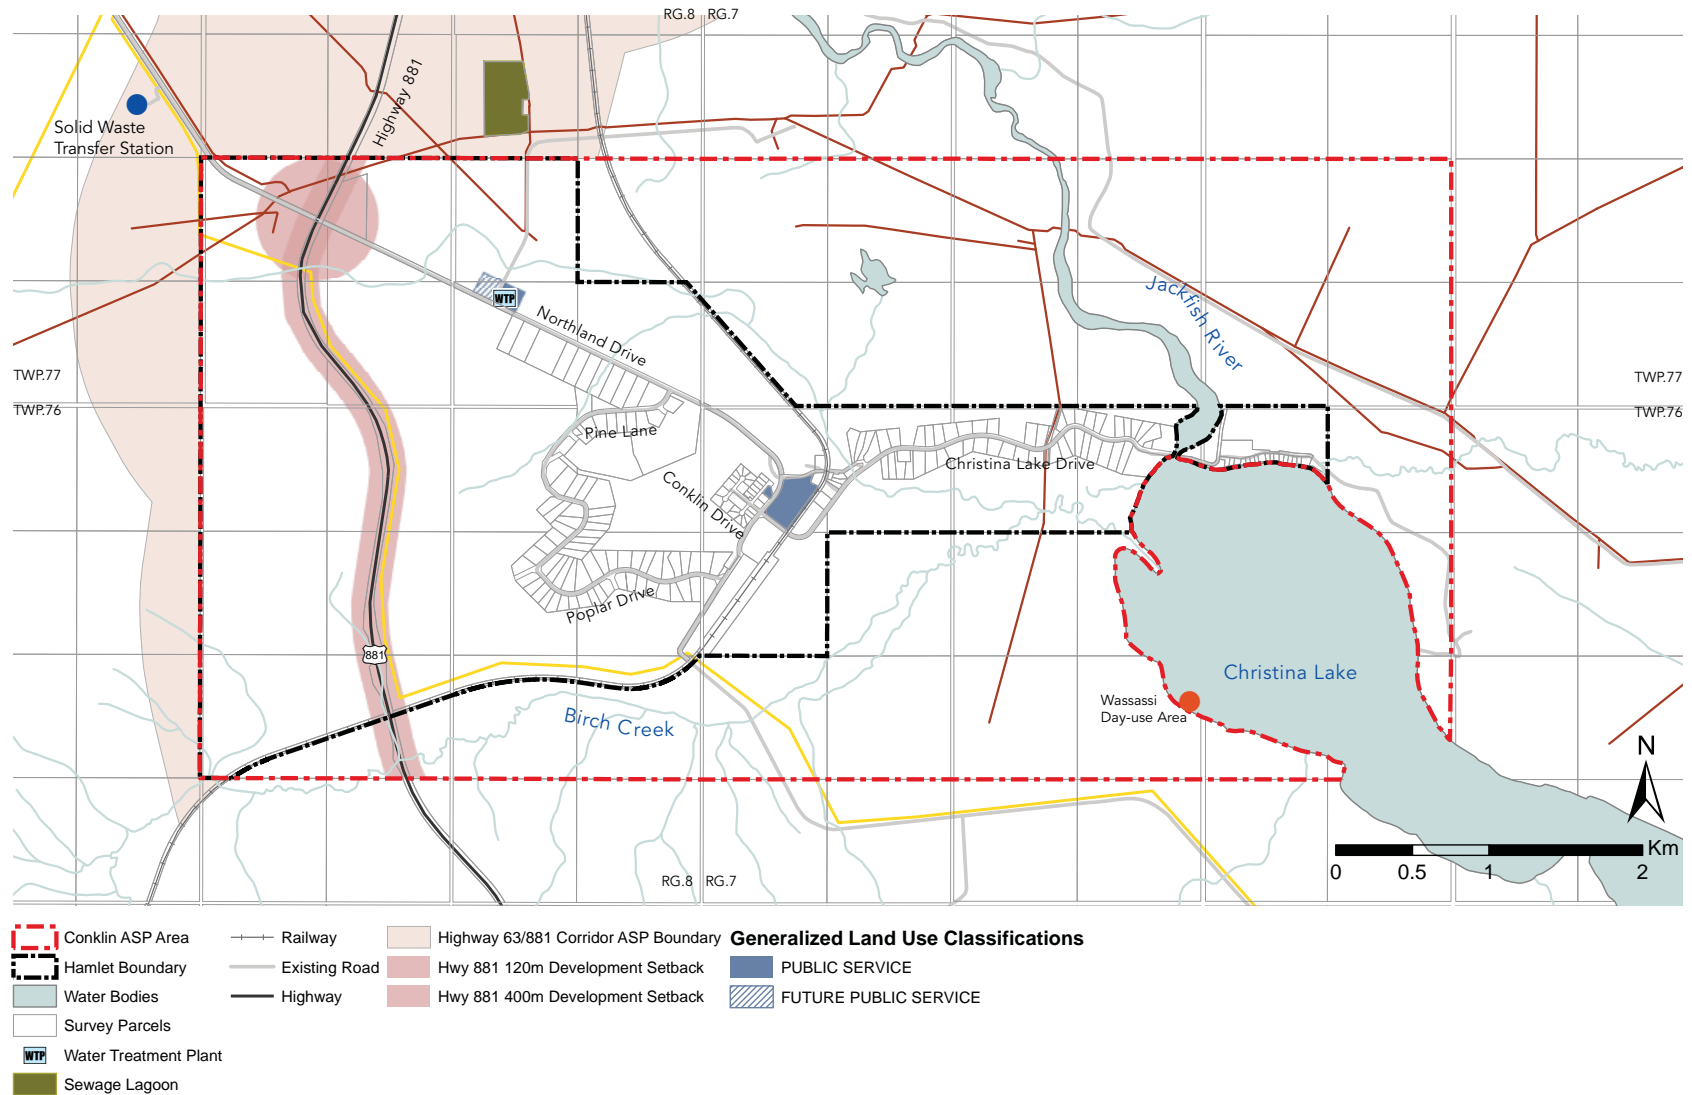 RG.8 RG.7
Highway 881
Solid Waste
Transfer Station
WTP
Northland Drive
Jackfish River
TWP.77
TWP.76
TWP.77
TWP.76
Pine Lane
Conklin Drive
Christina Lake Drive
Poplar Drive
881
Christina Lake
Wassassi
Day-use Area
Birch Creek
N
Km
0 0.5 1 2
RG.8 RG.7
Conklin ASP Area
Hamlet Boundary
Water Bodies
Survey Parcels
WTP Water Treatment Plant
Sewage Lagoon
Railway
Existing Road
Highway
Highway 63/881 Corridor ASP Boundary
Hwy 881 120m Development Setback
Hwy 881 400m Development Setback
Generalized Land Use Classifications
PUBLIC SERVICE
FUTURE PUBLIC SERVICE